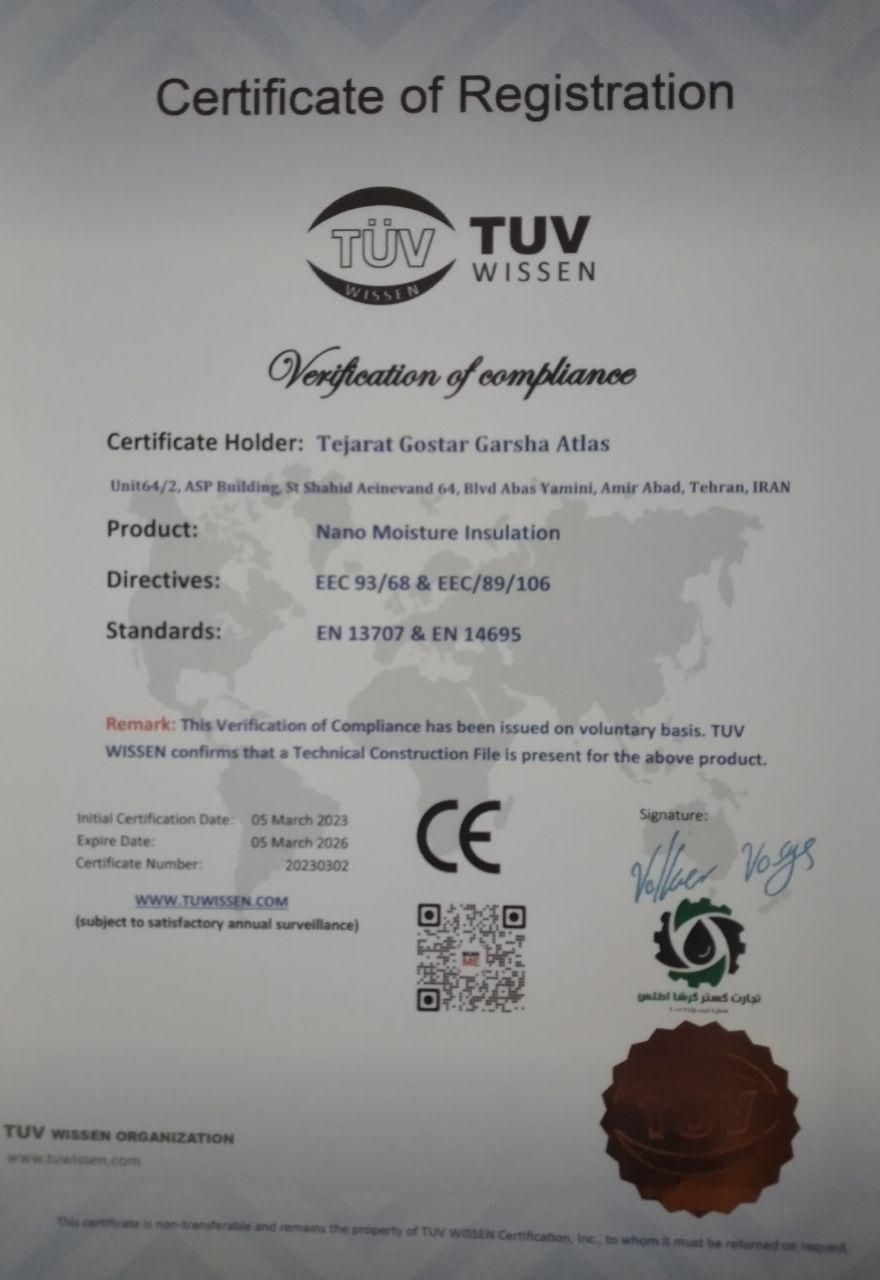 Certificate of Registration
TÜV
WISSEN
TUV
WISSEN
Verification of compliance
Certificate Holder: Tejarat Gostar Garsha Atlas
Unit64/2, ASP Building, St Shahid Aeinevand 64, Blvd Abas Yamini, Amir Abad, Tehran, IRAN
Product: Nano Moisture Insulation
Directives: EEC 93/68 & EEC/89/106
Standards: EN 13707 & EN 14695
Remark: This Verification of Compliance has been issued on voluntary basis. TUV
WISSEN confirms that a Technical Construction File is present for the above product.
Initial Certification Date: 05 March 2023
Expire Date: 05 March 2026
Certificate Number: 20230302
WWW.TUWISSEN.COM
(subject to satisfactory annual surveillance)
CE
ME
Signature:
Volker Vosgs
تجارت گستر گرشا اطلس
TUV
TUV WISSEN ORGANIZATION
www.tuwissen.com
This certificate is non-transferable and remains the property of TUV WISSEN Certification, Inc., to whom it must be returned on request.